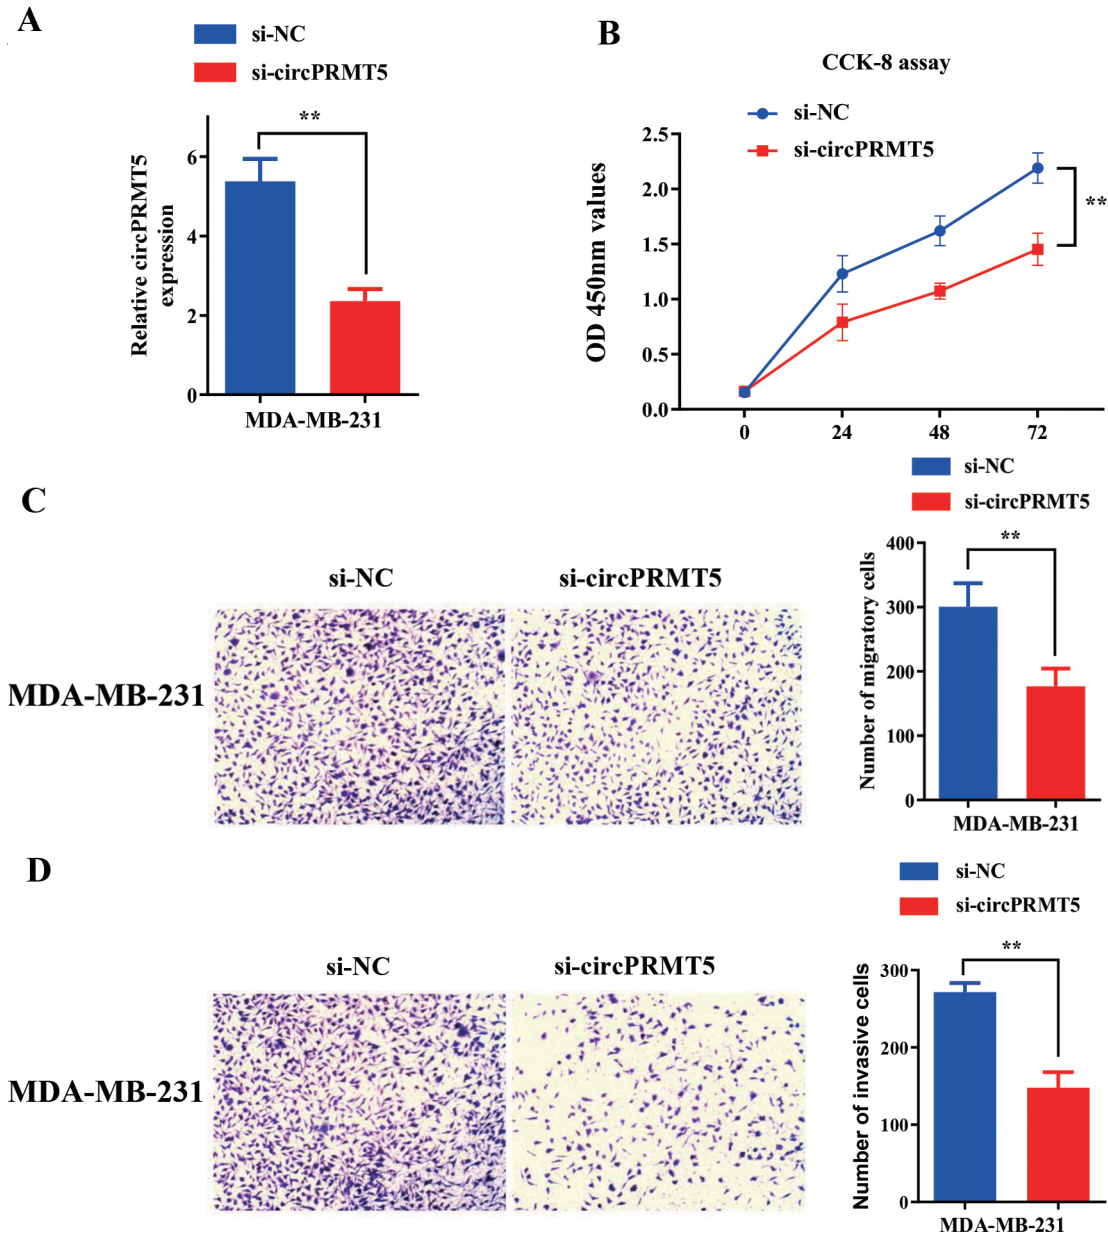 A
si-NC
si-circPRMT5
**
Relative circPRMT5
expression
6
4
2
0
MDA-MB-231
B
CCK-8 assay
si-NC
si-circPRMT5
OD 450nm values
2.5
2.0
1.5
1.0
0.5
0.0
**
0 24 48 72
C
si-NC
si-circPRMT5
si-NC si-circPRMT5
MDA-MB-231
**
Number of migratory cells
400
300
200
100
0
MDA-MB-231
D
si-NC
si-circPRMT5
si-NC si-circPRMT5
MDA-MB-231
**
Number of invasive cells
300
200
100
0
MDA-MB-231